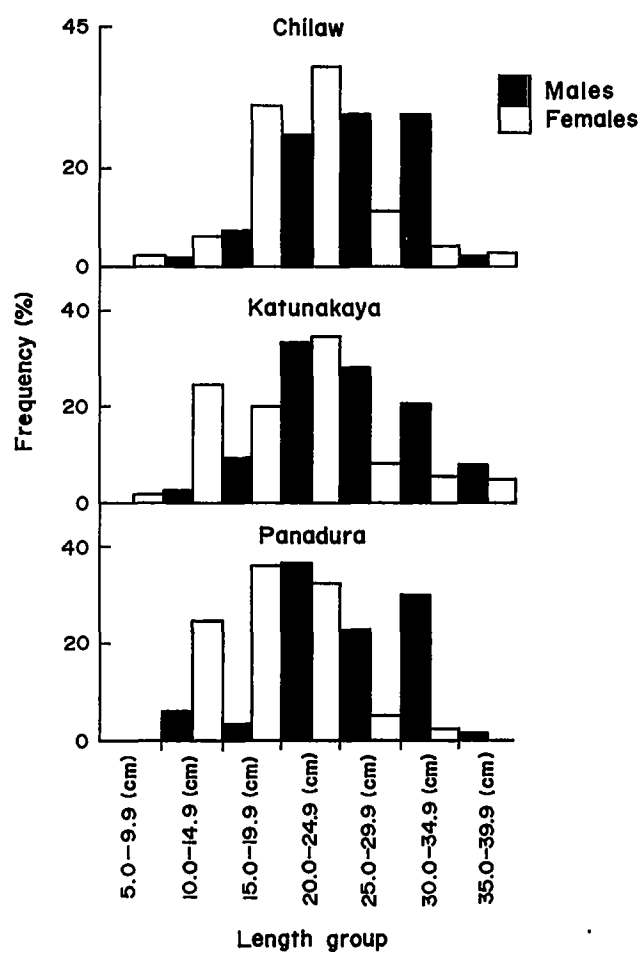 Chilaw
45
20
0
Males
Females
Katunakaya
40
20
0
Panadura
40
20
0
Frequency (%)
5.0–9.9 (cm)
10.0–14.9 (cm)
15.0–19.9 (cm)
20.0–24.9 (cm)
25.0–29.9 (cm)
30.0–34.9 (cm)
35.0–39.9 (cm)
Length group